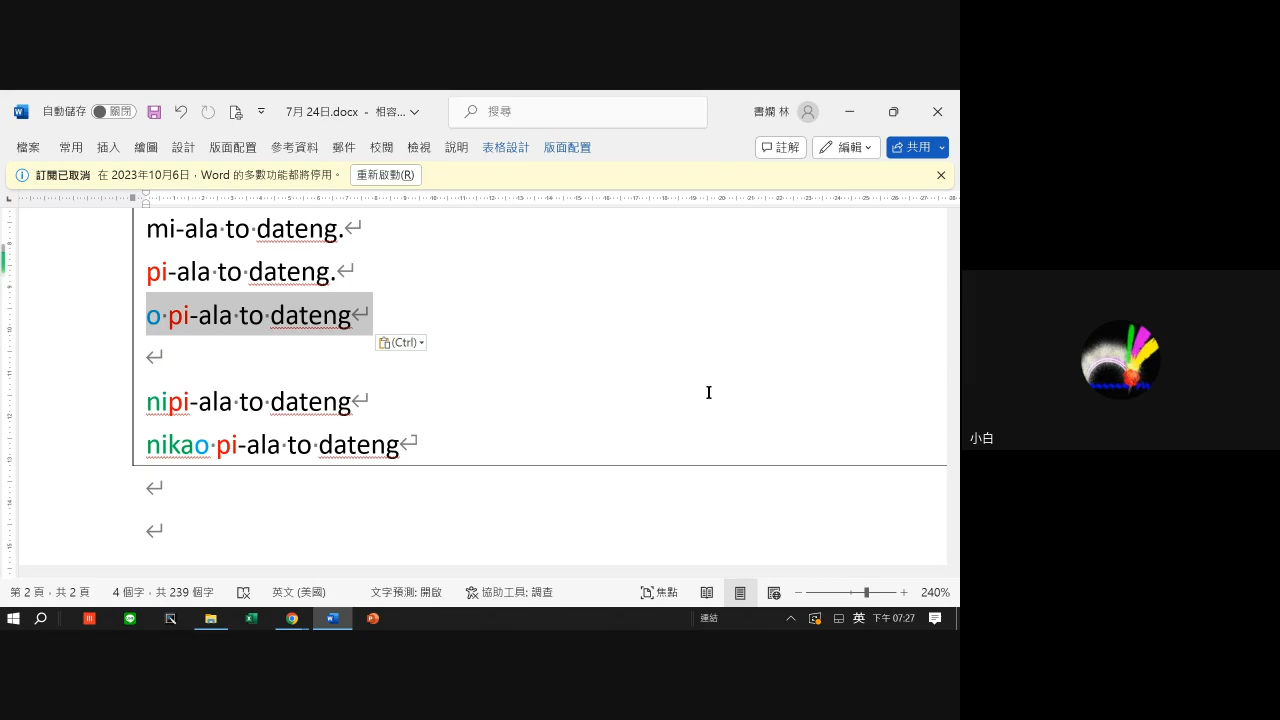 自動儲存 關閉 7月 24日.docx - 相容... 搜尋 書嫻 林
檔案 常用 插入 繪圖 設計 版面配置 參考資料 郵件 校閱 檢視 說明 表格設計 版面配置 註解 編輯 共用
訂閱已取消 在 2023年10月6日，Word 的多數功能都將停用。 重新啟動(R)
mi-ala to dateng.
pi-ala to dateng.
o pi-ala to dateng
(Ctrl)
nipi-ala to dateng
nikao pi-ala to dateng
小白
第 2 頁，共 2 頁 4 個字，共 239 個字 英文 (美國) 文字預測: 開啟 協助工具: 調查 焦點 240%
連結 英 下午 07:27